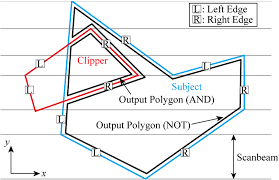 L : Left Edge
R : Right Edge
L
R
L
R
Clipper
L
R
L
R
L
R
Subject
Output Polygon (AND)
Output Polygon (NOT)
L
R
L
R
Scanbeam
y
x